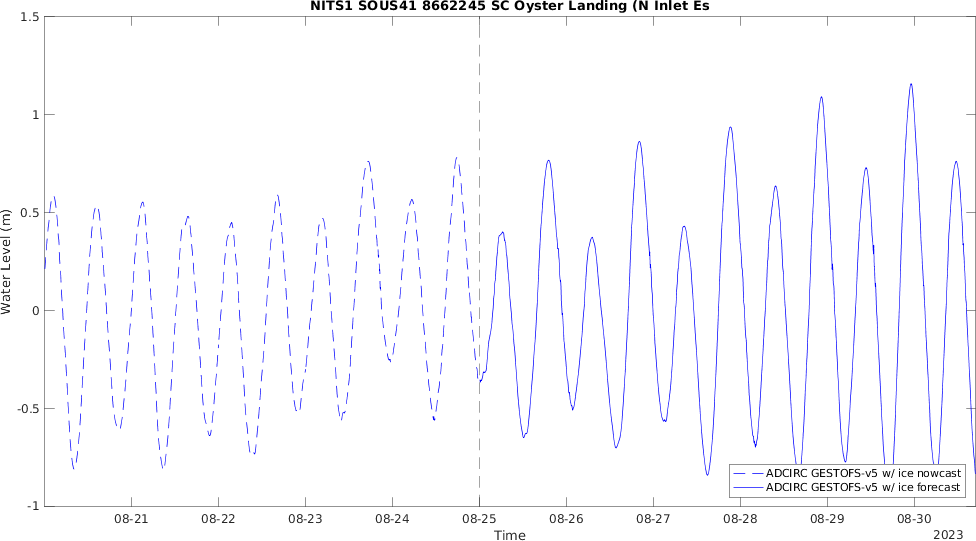 NITS1 SOUS41 8662245 SC Oyster Landing (N Inlet Es
1.5
1
0.5
0
-0.5
-1
Water Level (m)
ADCIRC GESTOFS-v5 w/ ice nowcast
ADCIRC GESTOFS-v5 w/ ice forecast
08-21 08-22 08-23 08-24 08-25 08-26 08-27 08-28 08-29 08-30
Time
2023